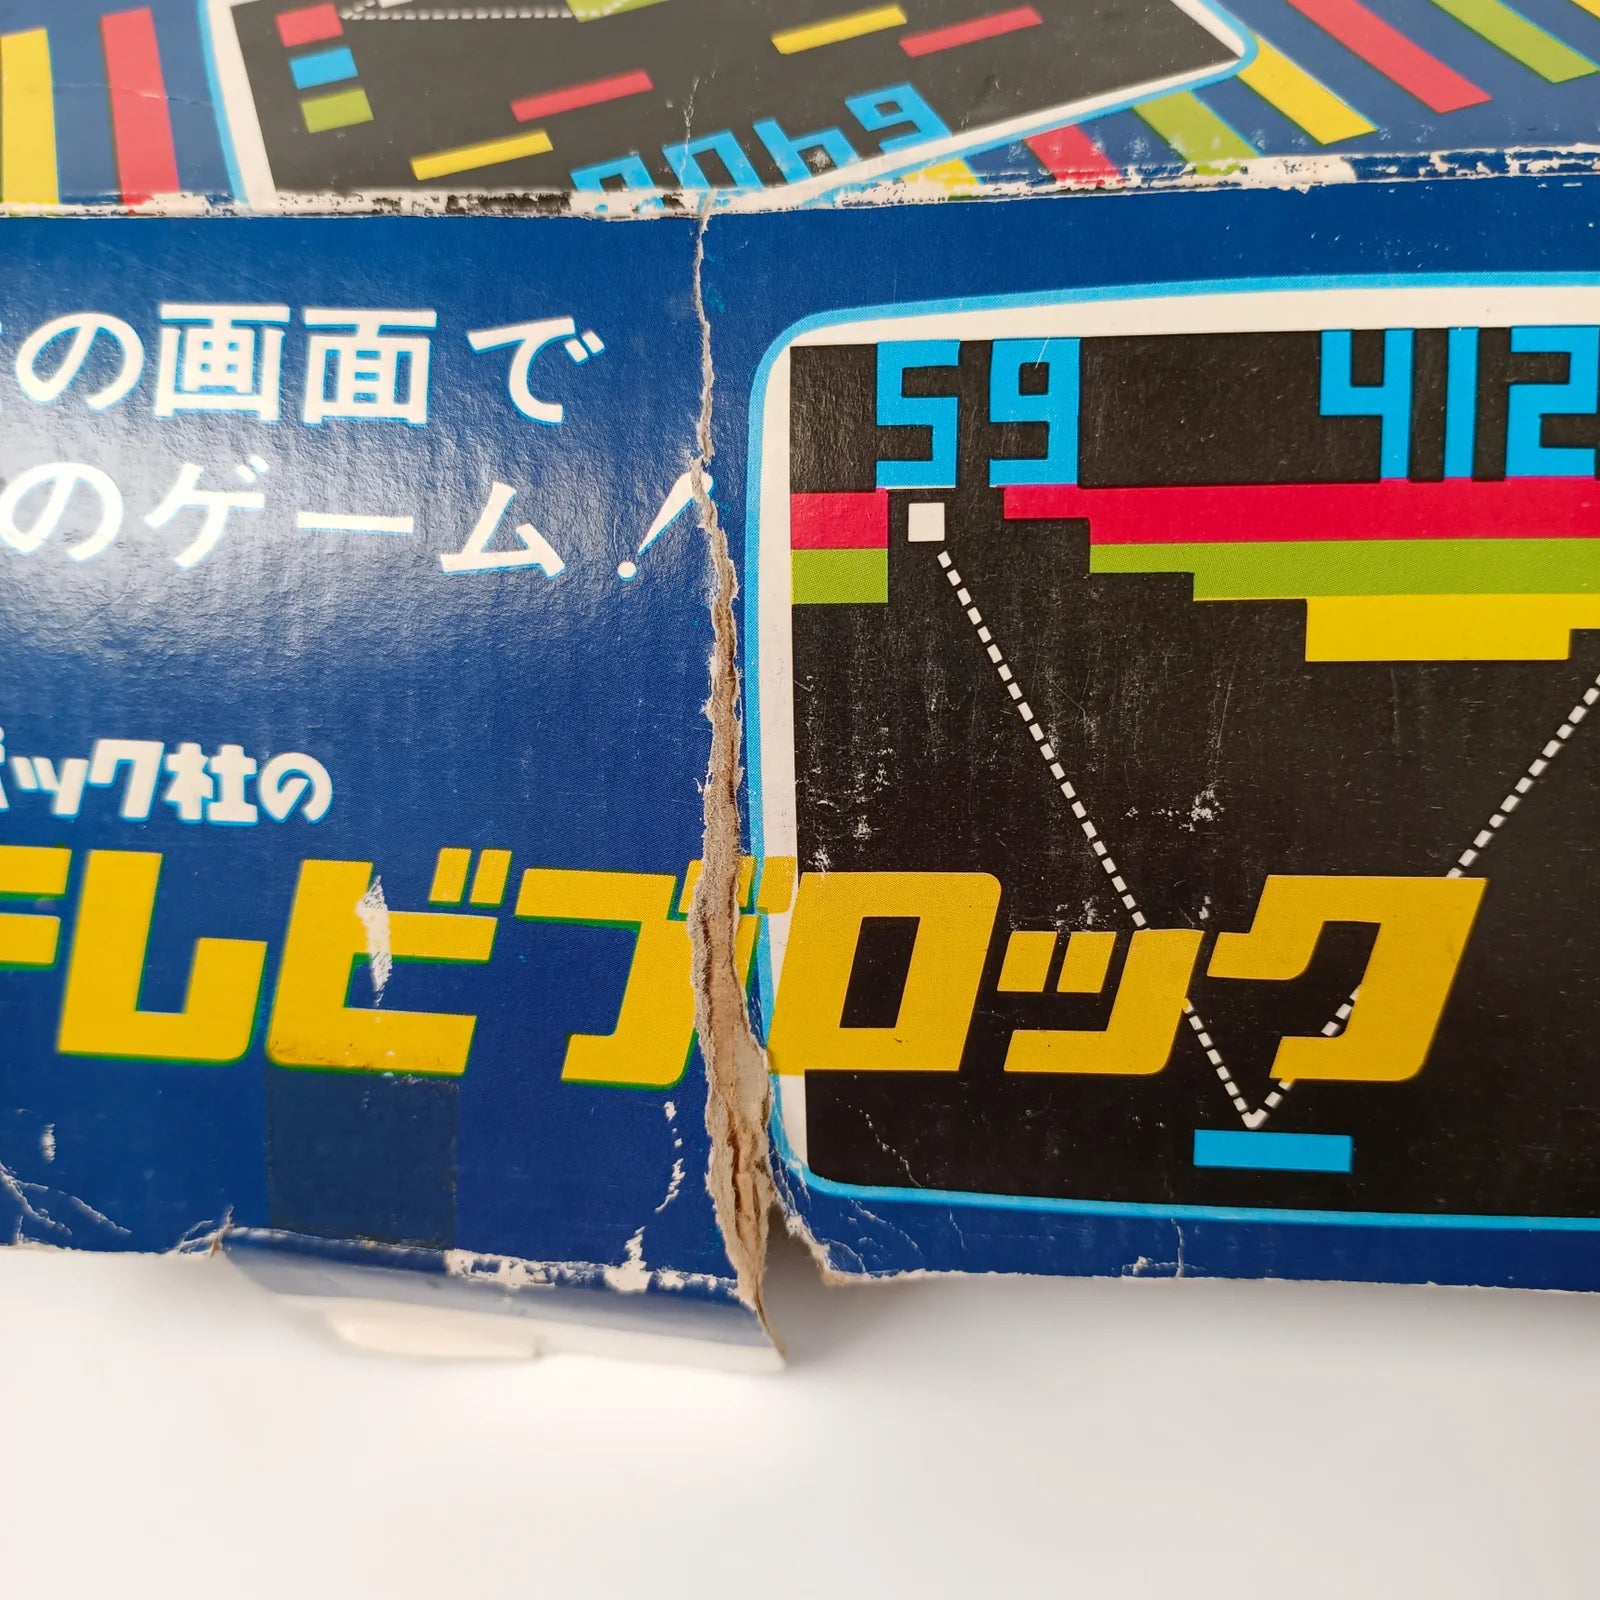 の画面で
のゲーム!
ック社の
テレビブロック
59 412